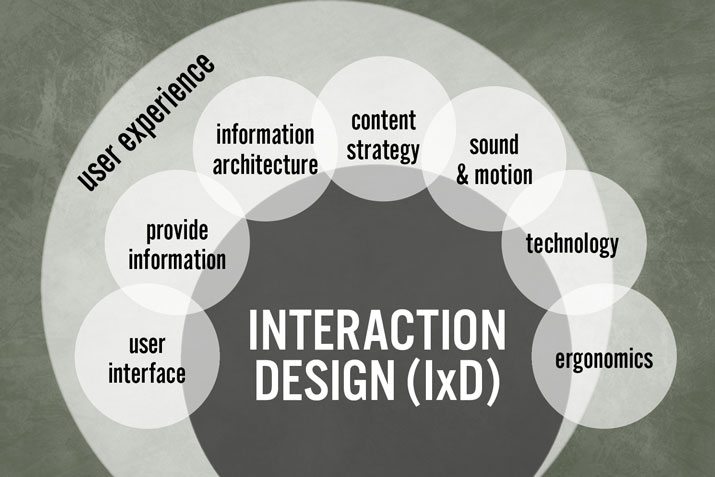 user experience
information
architecture
content
strategy
sound
& motion
provide
information
technology
user
interface
INTERACTION
DESIGN (IxD)
ergonomics